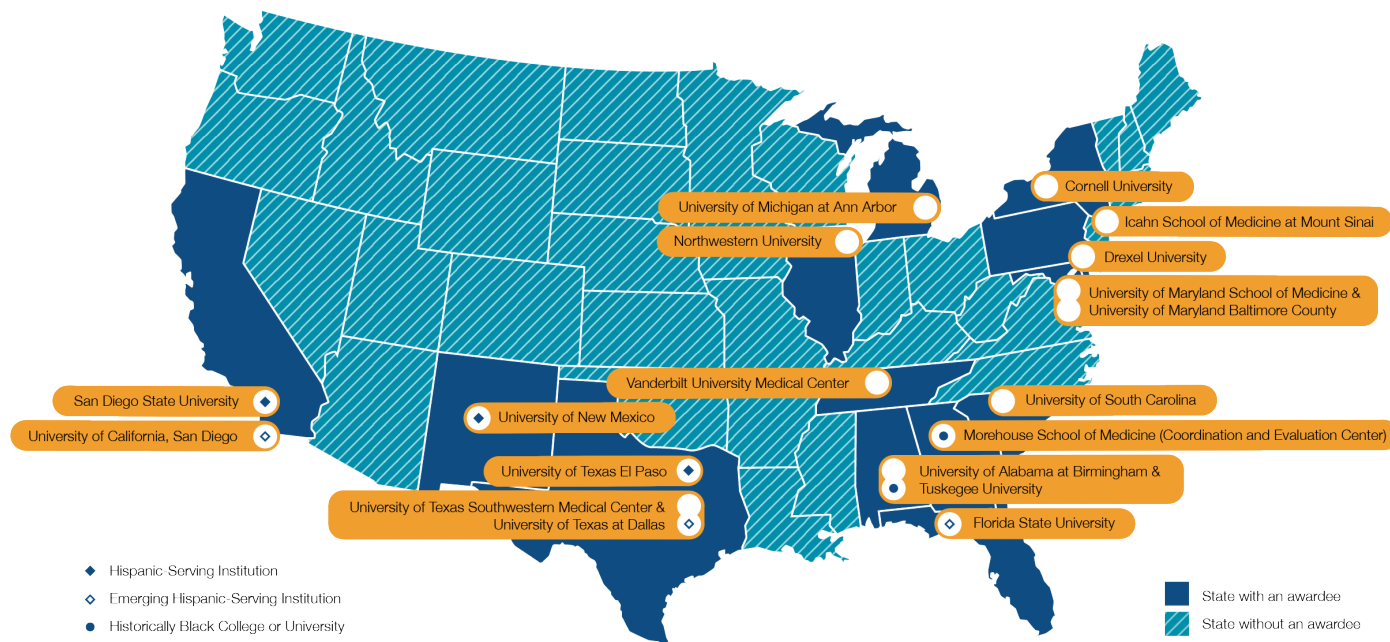 Cornell University
University of Michigan at Ann Arbor
Icahn School of Medicine at Mount Sinai
Northwestern University
Drexel University
University of Maryland School of Medicine &
University of Maryland Baltimore County
Vanderbilt University Medical Center
San Diego State University
University of South Carolina
University of New Mexico
University of California, San Diego
Morehouse School of Medicine (Coordination and Evaluation Center)
University of Texas El Paso
University of Alabama at Birmingham &
Tuskegee University
University of Texas Southwestern Medical Center &
University of Texas at Dallas
Florida State University
Hispanic-Serving Institution
Emerging Hispanic-Serving Institution
Historically Black College or University
State with an awardee
State without an awardee